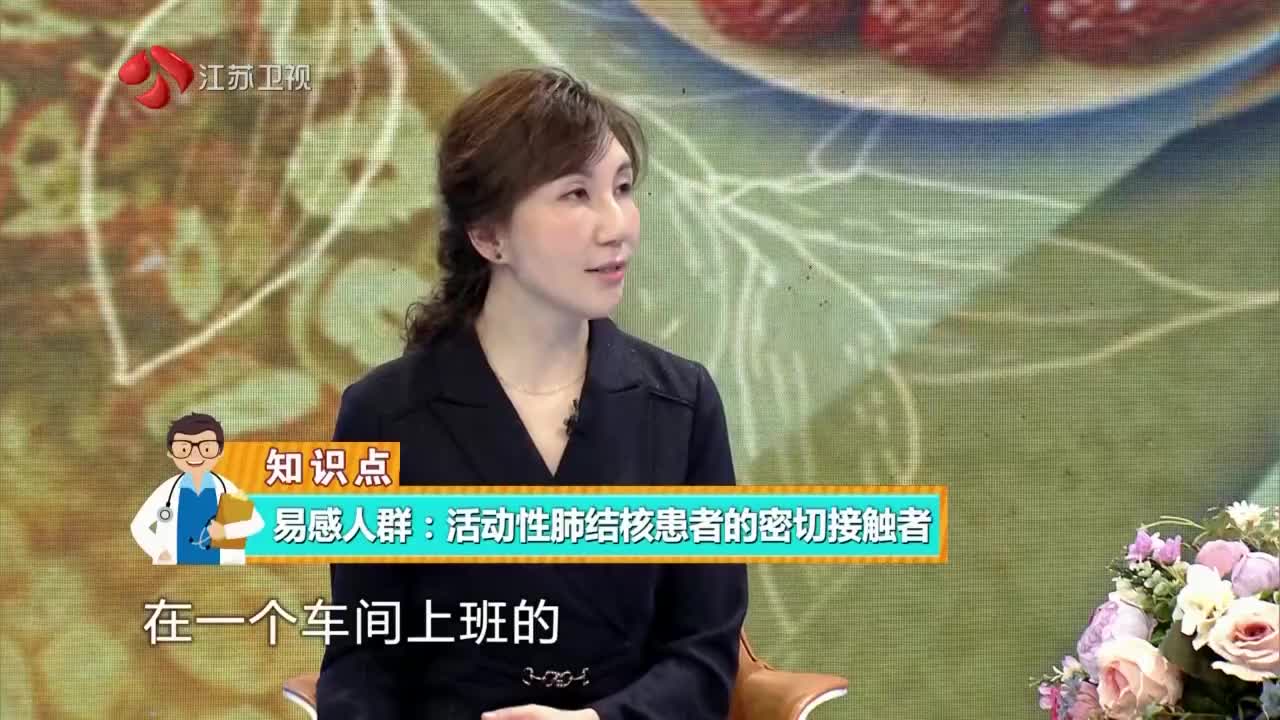 江苏卫视
知识点
易感人群：活动性肺结核患者的密切接触者
在一个车间上班的